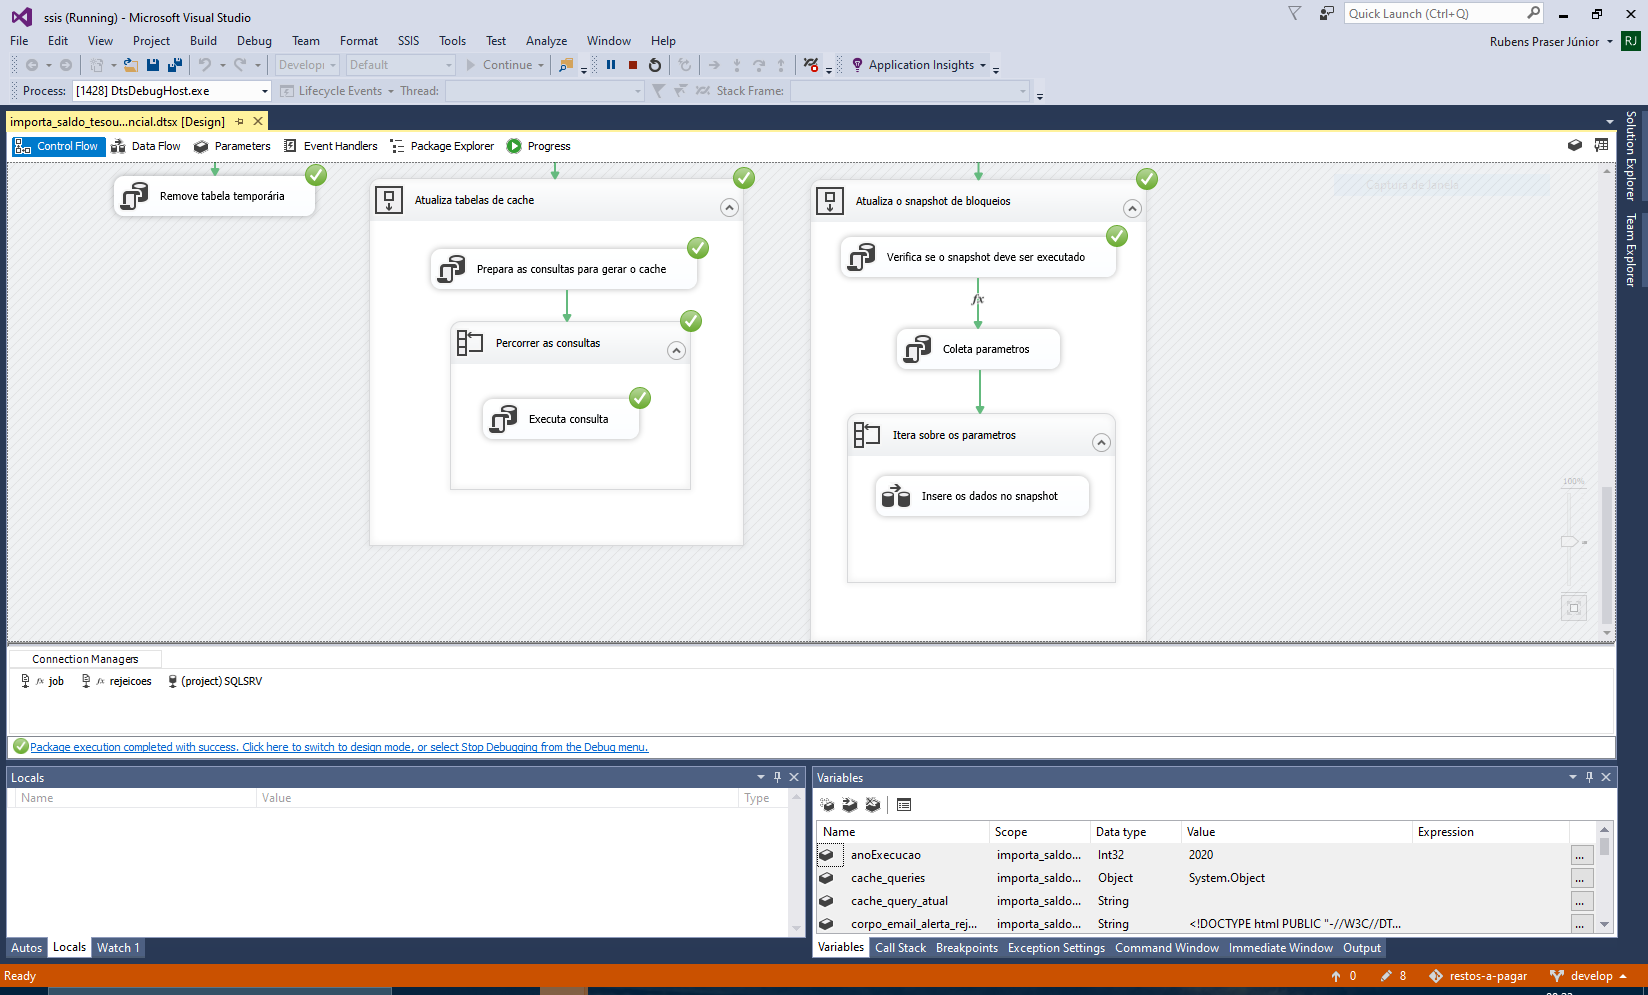 ssis (Running) - Microsoft Visual Studio
Quick Launch (Ctrl+Q)
File Edit View Project Build Debug Team Format SSIS Tools Test Analyze Window Help
Rubens Praser Júnior RJ
Default Continue Application Insights
Process: [1428] DtsDebugHost.exe Lifecycle Events Thread: Stack Frame:
importa_saldo_tesou...ncial.dtsx [Design]
Control Flow Data Flow Parameters Event Handlers Package Explorer Progress
Solution Explorer
Team Explorer
Captura de Janela
Remove tabela temporária
Atualiza tabelas de cache
Prepara as consultas para gerar o cache
Percorrer as consultas
Executa consulta
Atualiza o snapshot de bloqueios
Verifica se o snapshot deve ser executado
fx
Coleta parametros
Itera sobre os parametros
Insere os dados no snapshot
100%
Connection Managers
fx job fx rejeicoes (project) SQLSRV
Package execution completed with success. Click here to switch to design mode, or select Stop Debugging from the Debug menu.
Locals
Name Value Type
Autos Locals Watch 1
Variables
Name Scope Data type Value Expression
anoExecucao importa_saldo... Int32 2020 ...
cache_queries importa_saldo... Object System.Object ...
cache_query_atual importa_saldo... String ...
corpo_email_alerta_rej... importa_saldo... String <!DOCTYPE html PUBLIC "-//W3C//DT... ...
Variables Call Stack Breakpoints Exception Settings Command Window Immediate Window Output
Ready 0 8 restos-a-pagar develop